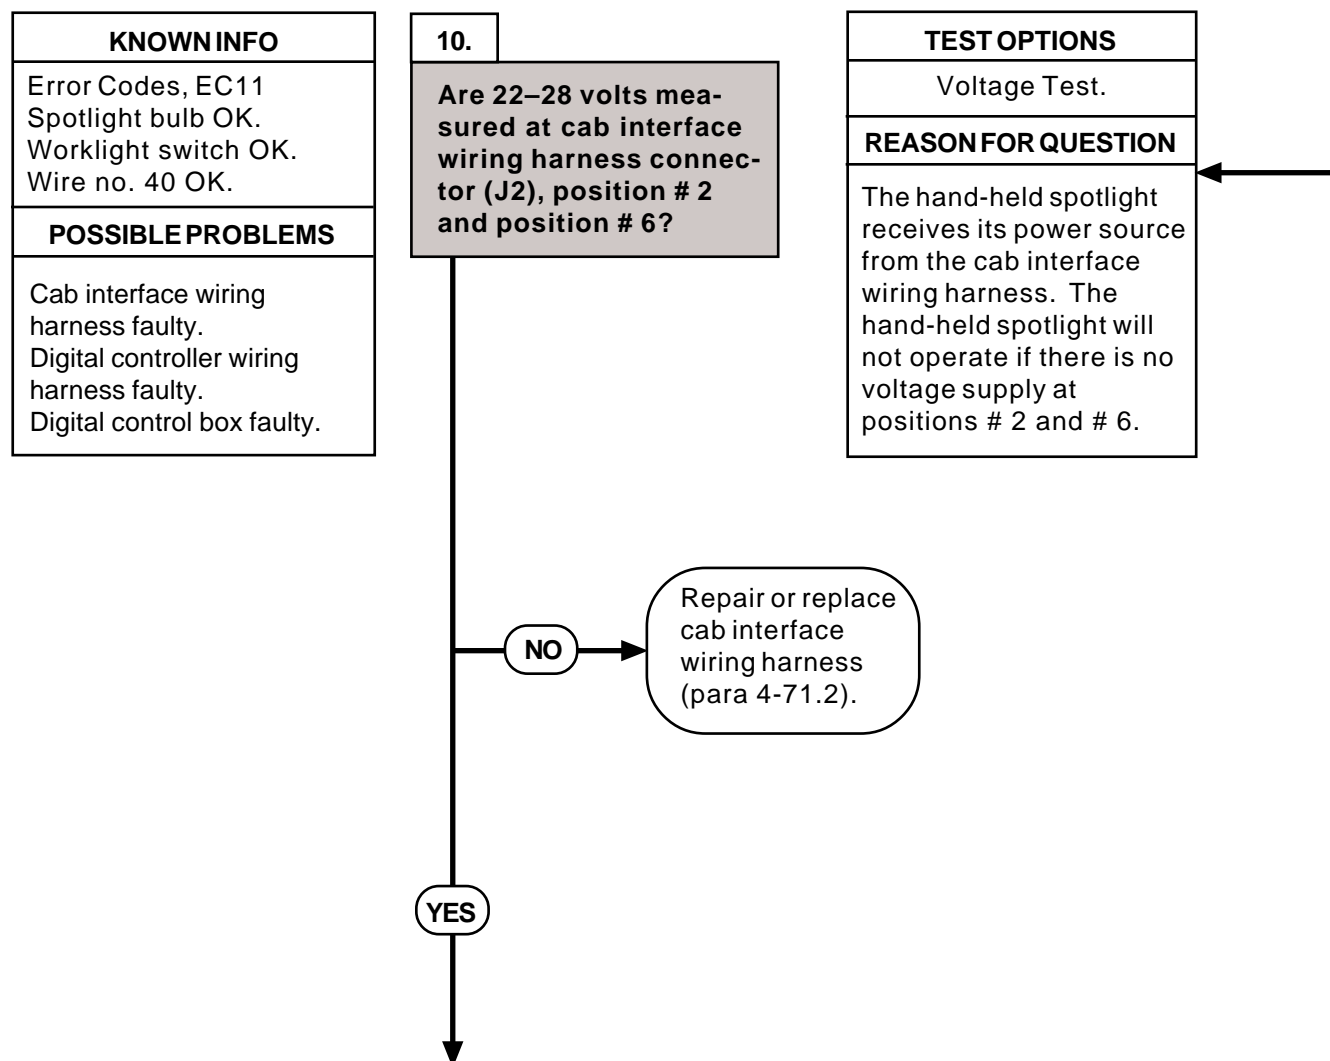 KNOWN INFO
Error Codes, EC11
Spotlight bulb OK.
Worklight switch OK.
Wire no. 40 OK.
POSSIBLE PROBLEMS
Cab interface wiring
harness faulty.
Digital controller wiring
harness faulty.
Digital control box faulty.
10.
Are 22–28 volts mea-
sured at cab interface
wiring harness connec-
tor (J2), position # 2
and position # 6?
TEST OPTIONS
Voltage Test.
REASON FOR QUESTION
The hand-held spotlight
receives its power source
from the cab interface
wiring harness. The
hand-held spotlight will
not operate if there is no
voltage supply at
positions # 2 and # 6.
NO
Repair or replace
cab interface
wiring harness
(para 4-71.2).
YES